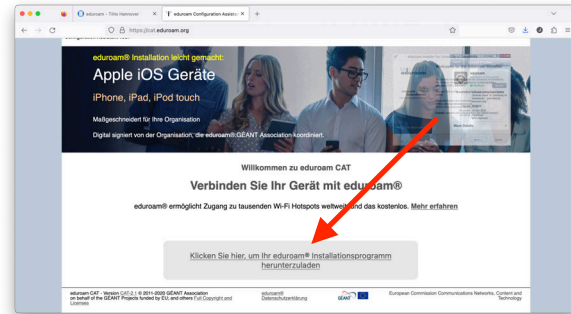 eduroam - TiHo Hannover
eduroam Configuration Assista
https://cat.eduroam.org
eduroam® Installation leicht gemacht:
Apple iOS Geräte
iPhone, iPad, iPod touch
Maßgeschneidert für Ihre Organisation
Digital signiert von der Organisation, die eduroam®:GÉANT Association koordiniert.
Willkommen zu eduroam CAT
Verbinden Sie Ihr Gerät mit eduroam®
eduroam® ermöglicht Zugang zu tausenden Wi-Fi Hotspots weltweit und das kostenlos. Mehr erfahren
Klicken Sie hier, um Ihr eduroam® Installationsprogramm
herunterzuladen
eduroam CAT - Version CAT-2.1 © 2011-2020 GÉANT Association
on behalf of the GÉANT Projects funded by EU; and others Full Copyright and
Licenses
eduroam®
Datenschutzerklärung
GÉANT
European Commission Communications Networks, Content and
Technology